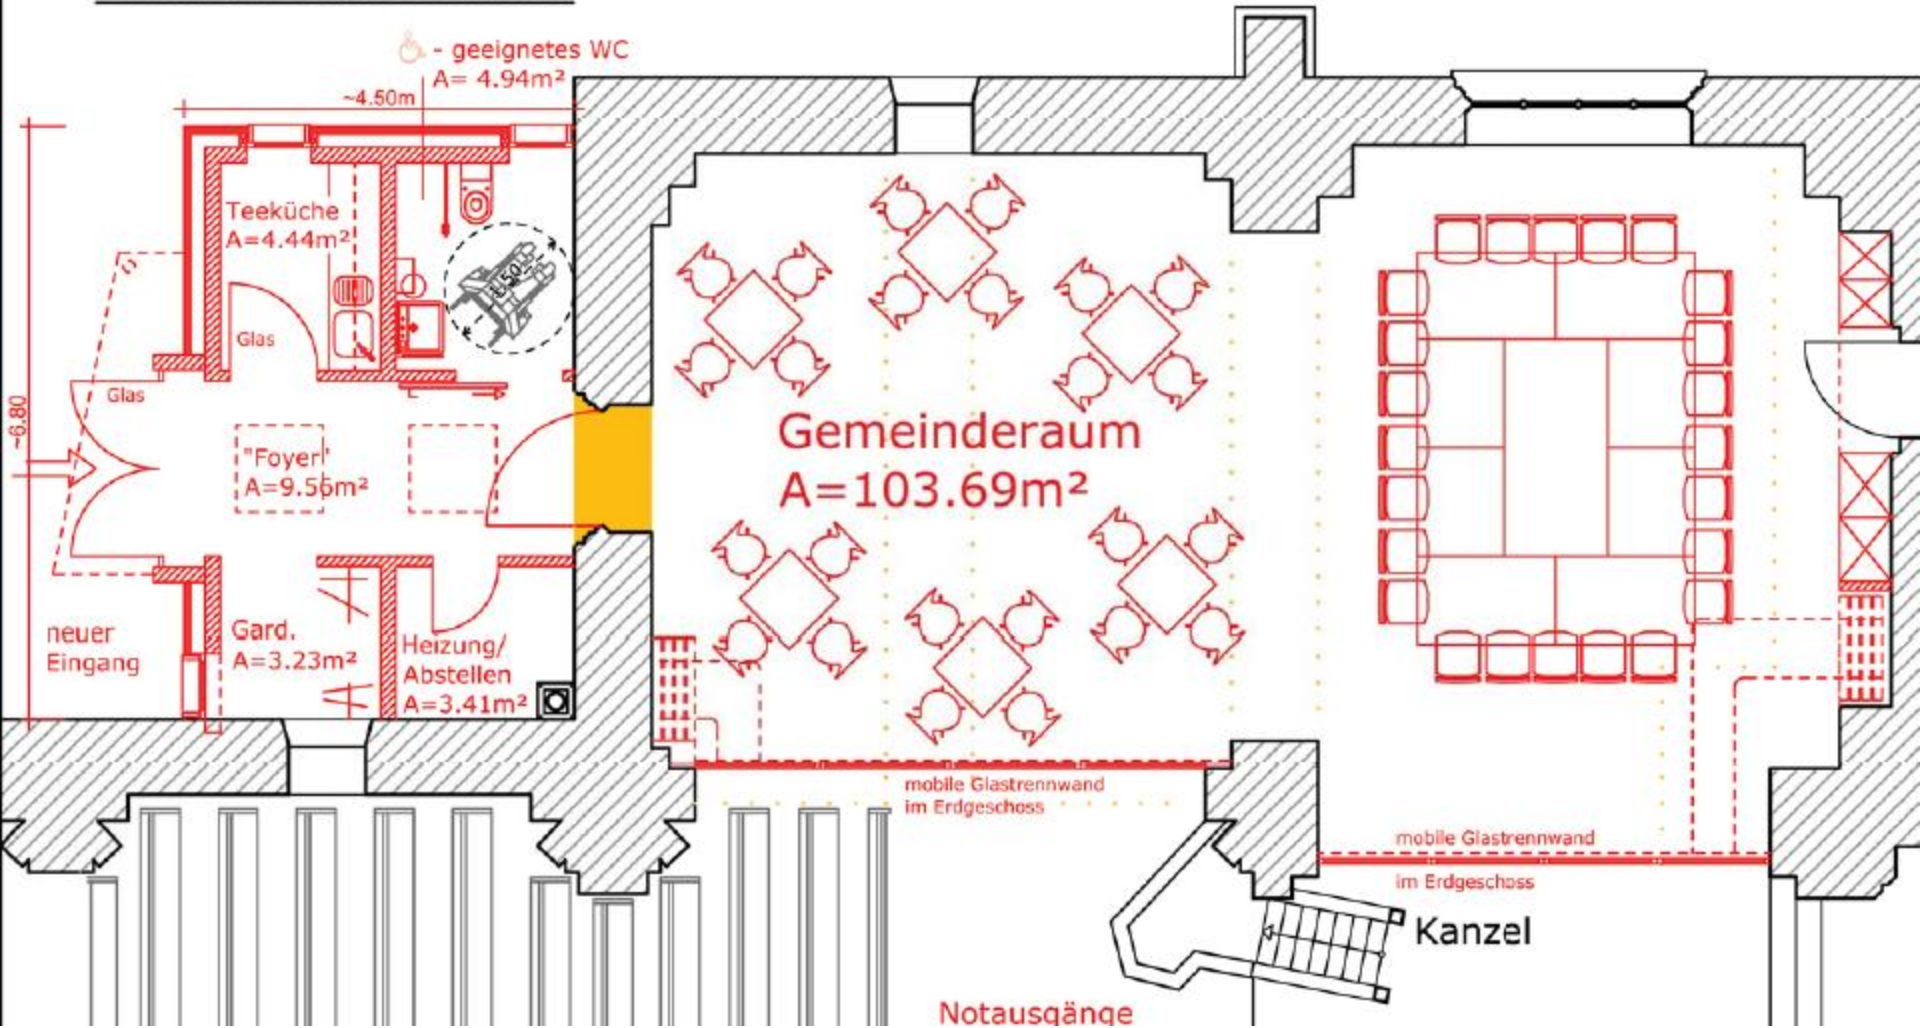 - geeignetes WC
A= 4.94m²
~4.50m
Teeküche
A=4.44m²
Glas
Glas
~6.80
"Foyer"
A=9.56m²
neuer
Eingang
Gard.
A=3.23m²
Heizung/
Abstellen
A=3.41m²
Gemeinderaum
A=103.69m²
mobile Glastrennwand
im Erdgeschoss
mobile Glastrennwand
im Erdgeschoss
Kanzel
Notausgänge